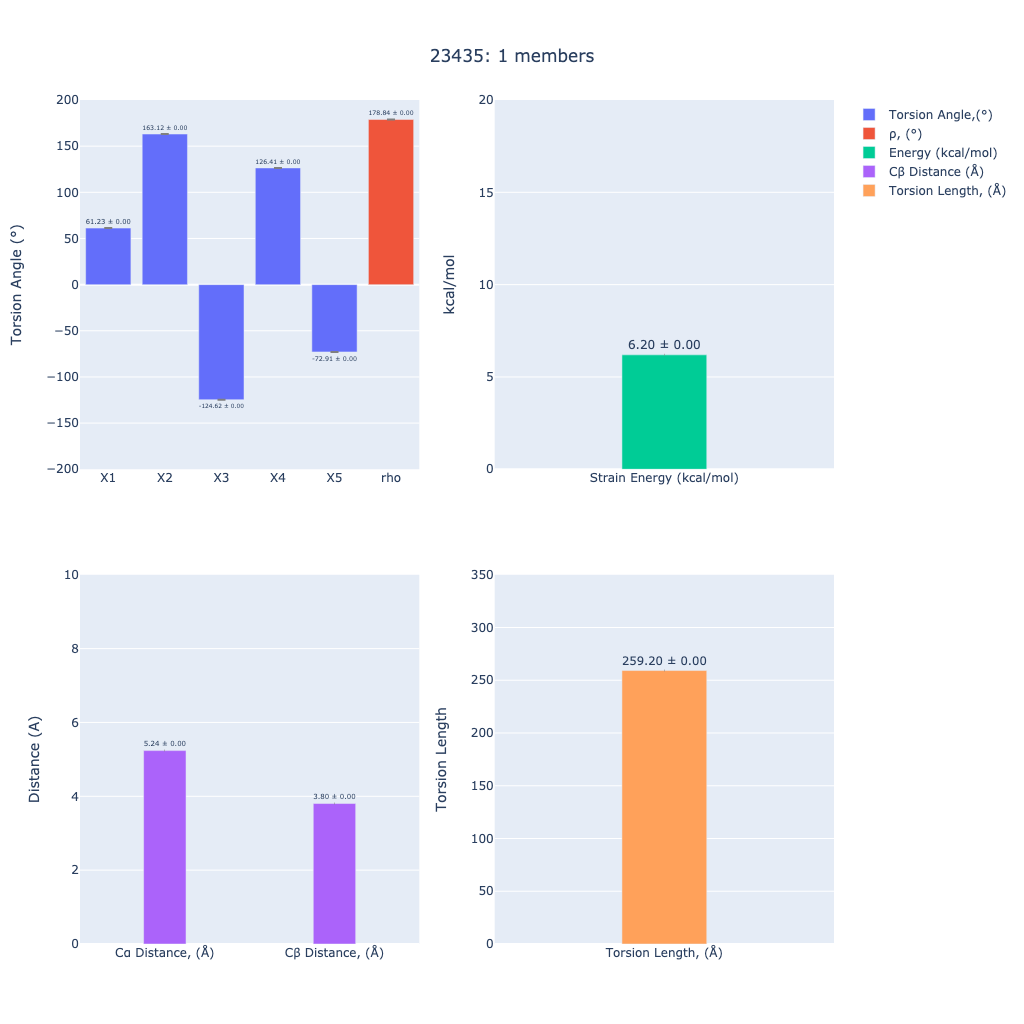 23435: 1 members
Torsion Angle (°)
200
150
100
50
0
−50
−100
−150
−200
61.23 ± 0.00
163.12 ± 0.00
-124.62 ± 0.00
126.41 ± 0.00
-72.91 ± 0.00
178.84 ± 0.00
X1 X2 X3 X4 X5 rho
kcal/mol
20
15
10
5
0
6.20 ± 0.00
Strain Energy (kcal/mol)
Torsion Angle,(°)
ρ, (°)
Energy (kcal/mol)
Cβ Distance (Å)
Torsion Length, (Å)
Distance (A)
10
8
6
4
2
0
5.24 ± 0.00
3.80 ± 0.00
Cα Distance, (Å) Cβ Distance, (Å)
Torsion Length
350
300
250
200
150
100
50
0
259.20 ± 0.00
Torsion Length, (Å)